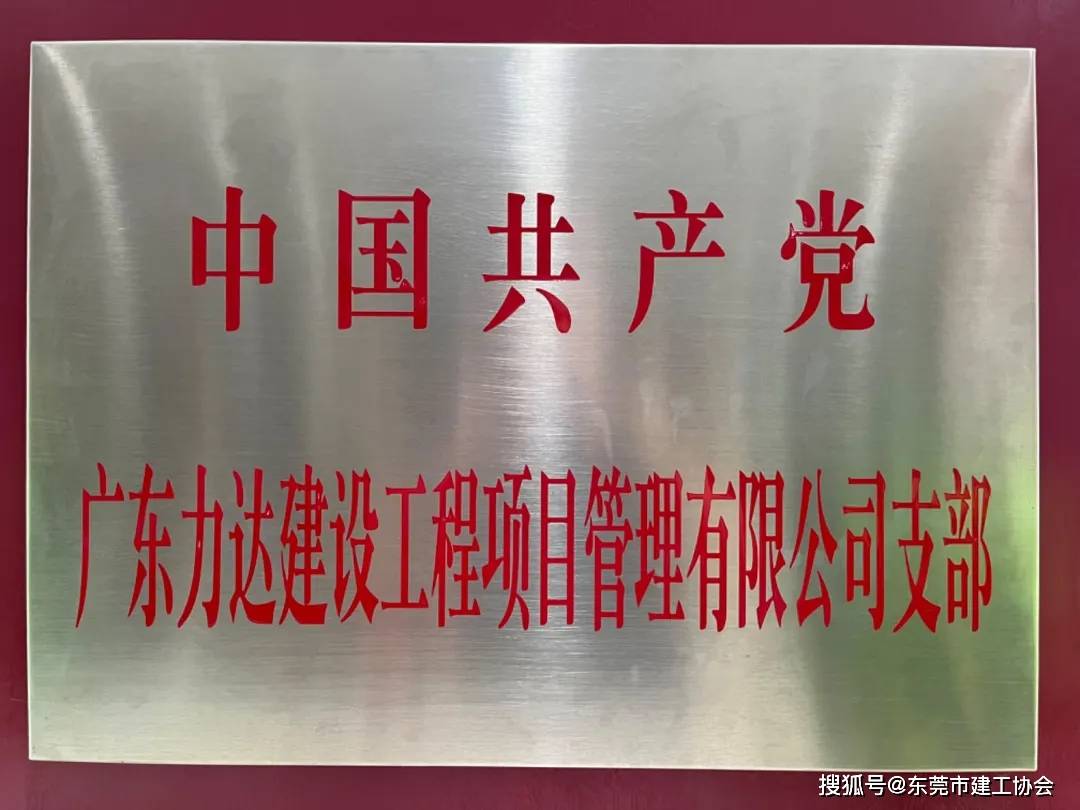 中国共产党
广东力达建设工程项目管理有限公司支部
搜狐号@东莞市建工协会